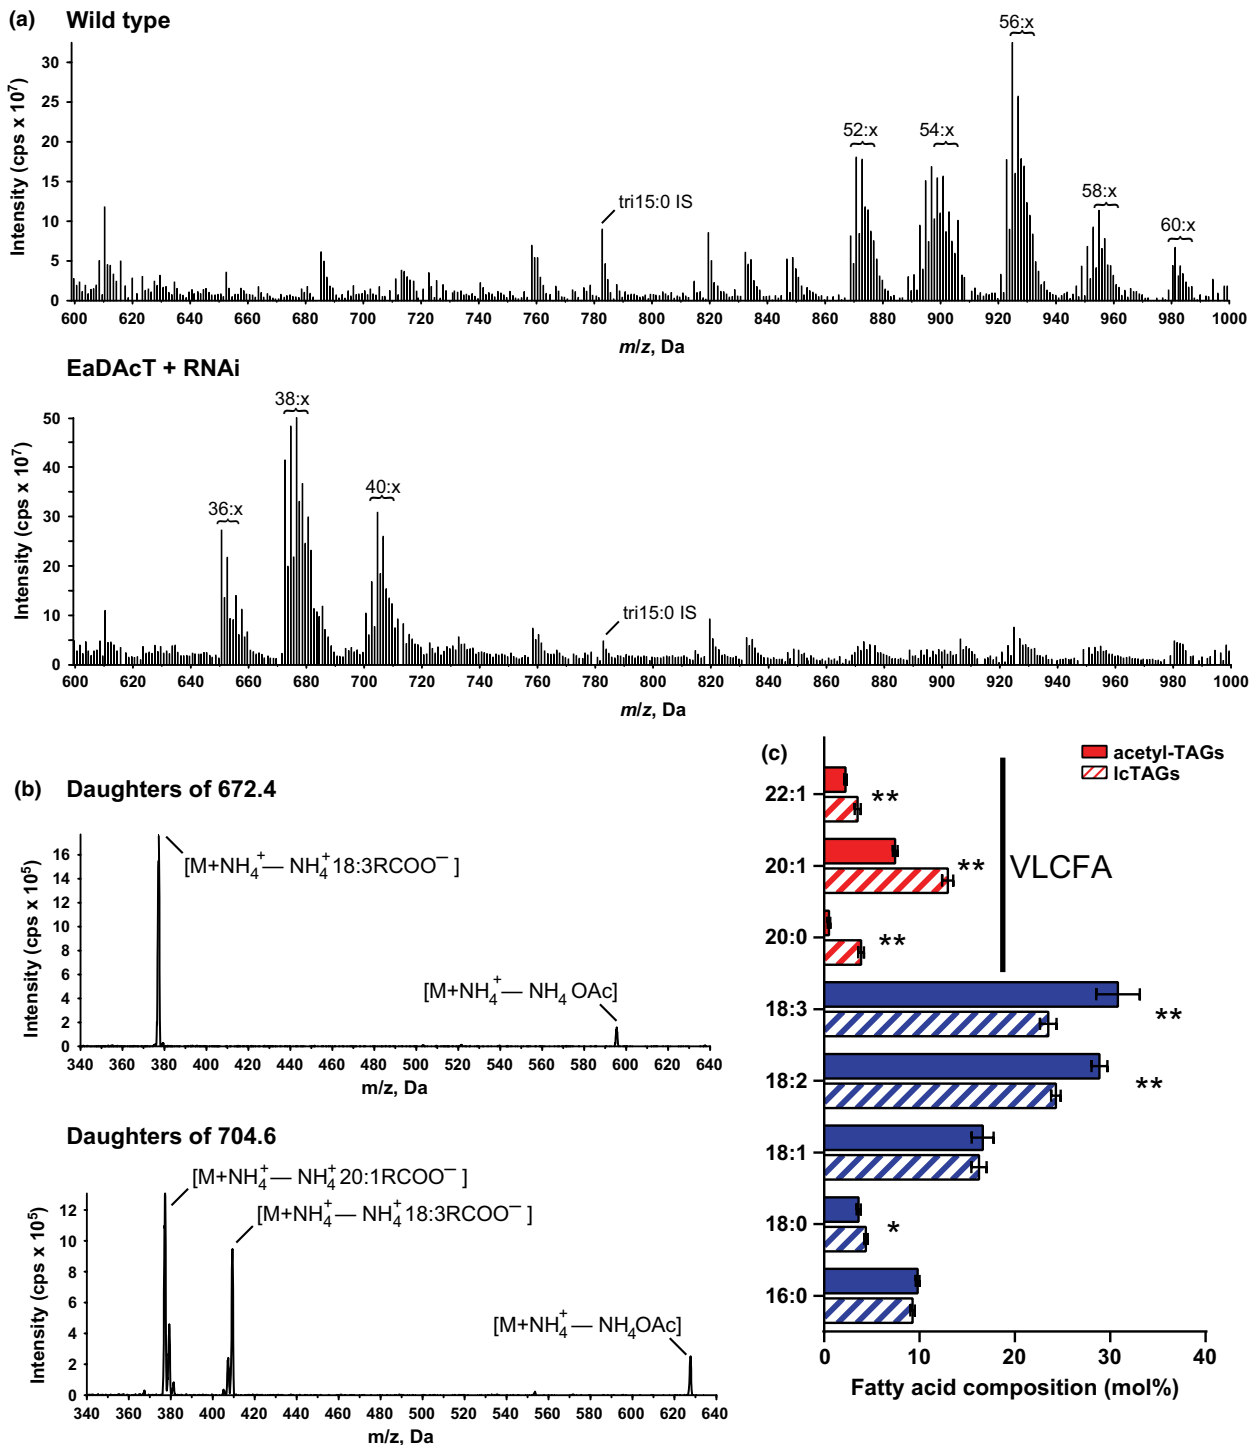 (a) Wild type
Intensity (cps x 10⁷)
30
25
20
15
10
5
0
tri15:0 IS
52:x
54:x
56:x
58:x
60:x
600 620 640 660 680 700 720 740 760 780 800 820 840 860 880 900 920 940 960 980 1000
m/z, Da
EaDAcT + RNAi
Intensity (cps x 10⁷)
50
40
30
20
10
0
36:x
38:x
40:x
tri15:0 IS
600 620 640 660 680 700 720 740 760 780 800 820 840 860 880 900 920 940 960 980 1000
m/z, Da
(b) Daughters of 672.4
Intensity (cps x 10⁵)
16
14
12
10
8
6
4
2
0
[M+NH₄⁺— NH₄⁺18:3RCOO⁻ ]
[M+NH₄⁺— NH₄ OAc]
340 380 400 420 440 460 480 500 520 540 560 580 600 620 640
m/z, Da
Daughters of 704.6
Intensity (cps x 10⁵)
12
10
8
6
4
2
0
[M+NH₄⁺— NH₄⁺20:1RCOO⁻ ]
[M+NH₄⁺— NH₄⁺18:3RCOO⁻ ]
[M+NH₄⁺— NH₄OAc]
340 360 380 400 420 440 460 480 500 520 540 560 580 600 620 640
m/z, Da
(c)
acetyl-TAGs
lcTAGs
22:1 **
20:1 **
VLCFA
20:0 **
18:3 **
18:2 **
18:1
18:0 *
16:0
0 10 20 30 40
Fatty acid composition (mol%)